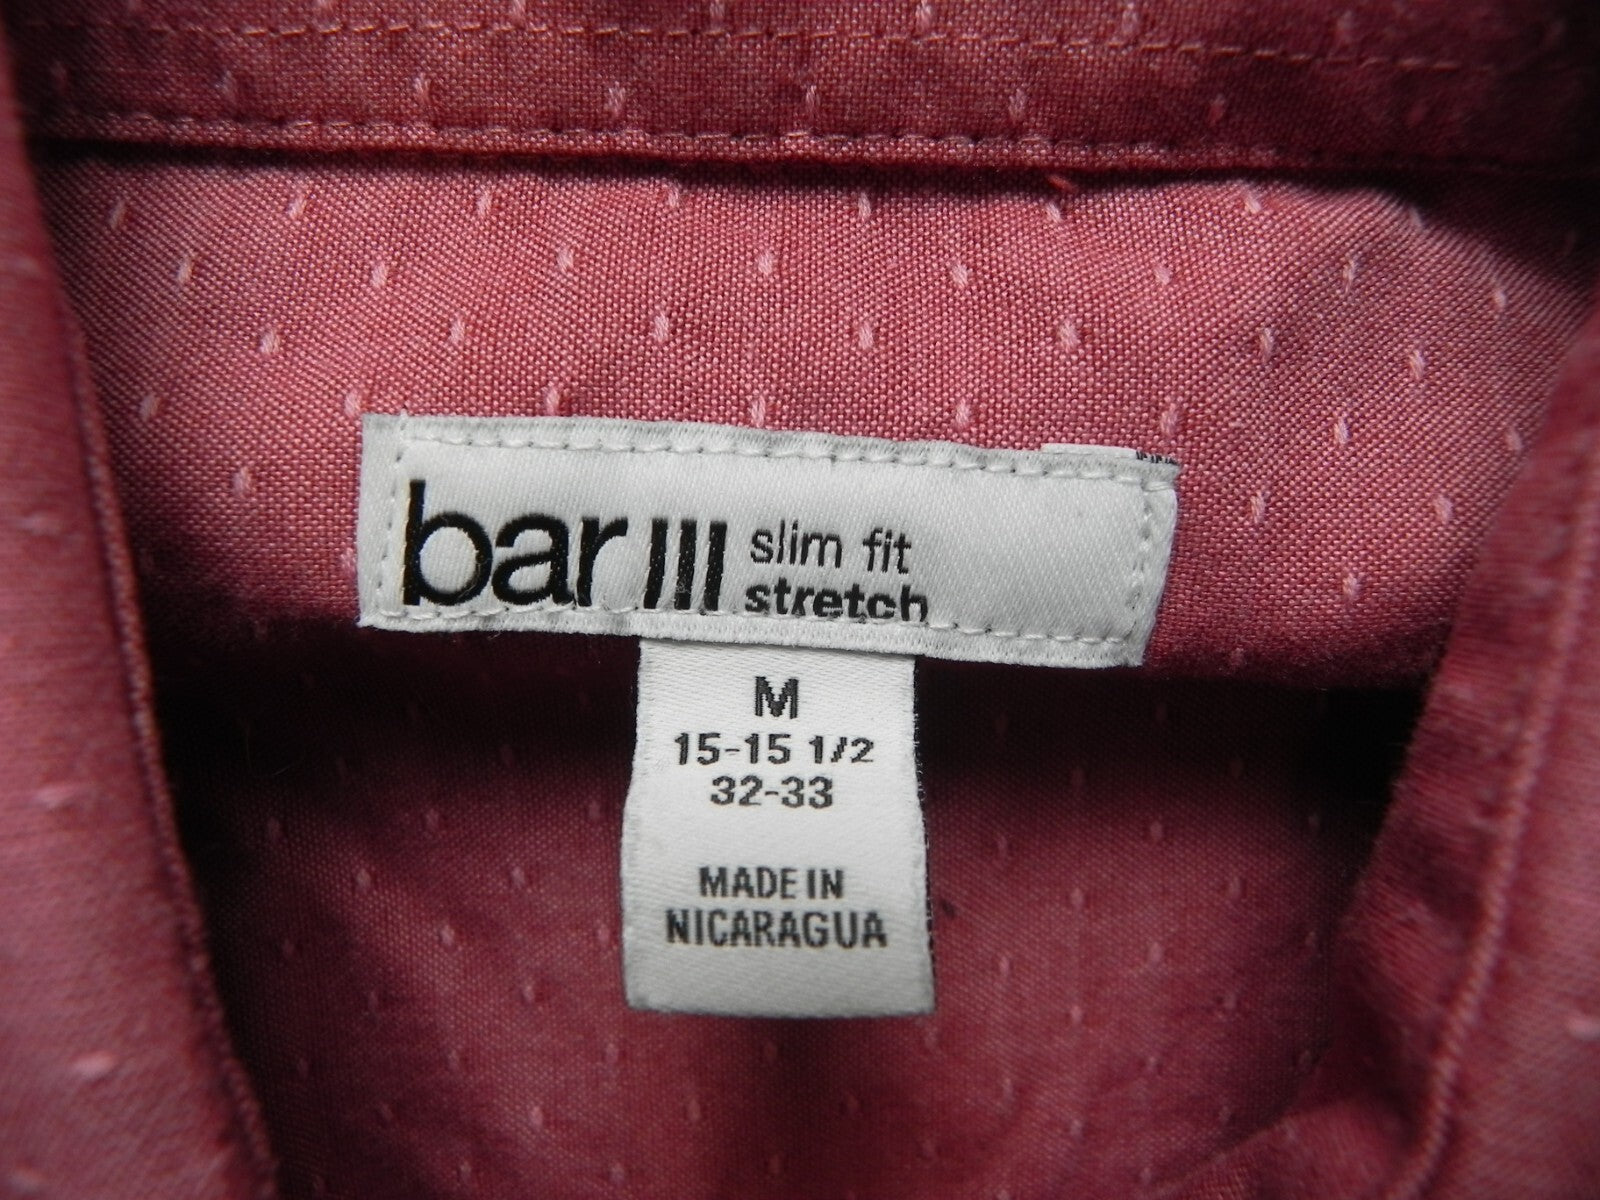 bar III slim fit
stretch
M
15-15 1/2
32-33
MADE IN
NICARAGUA